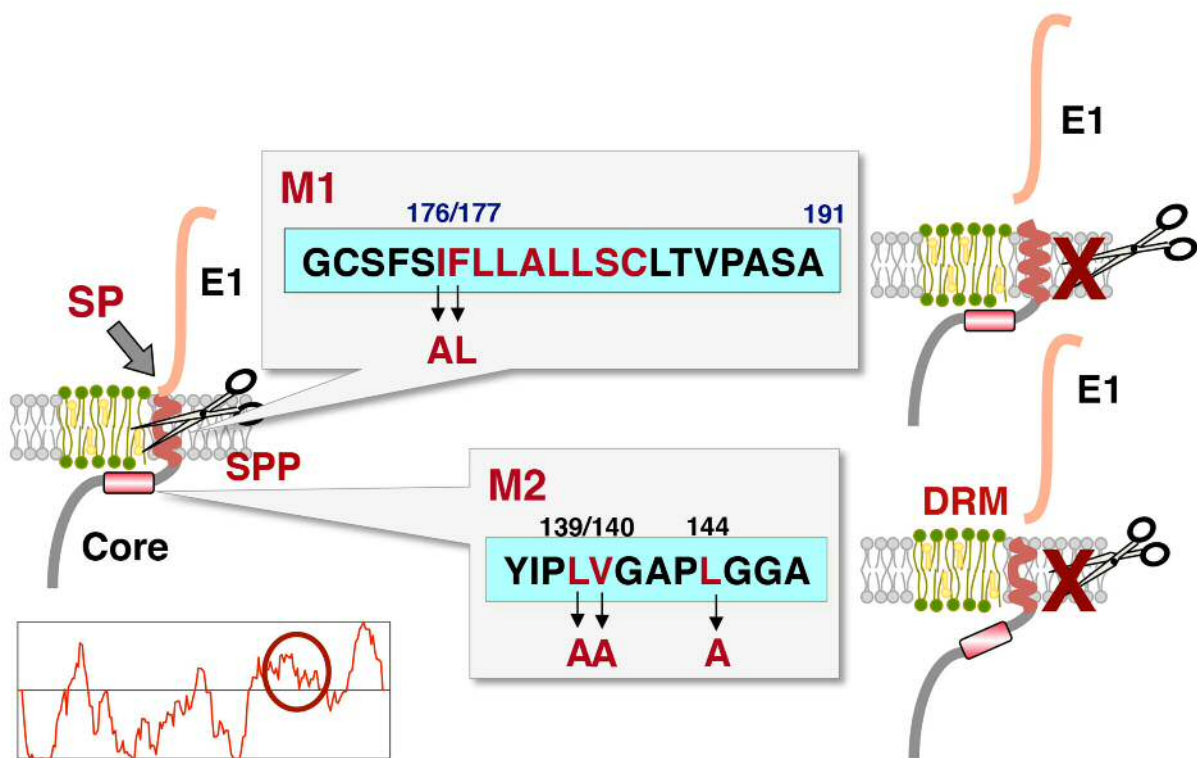 E1
M1
176/177 191
GCSFSIFLLALLSCLTVPASA
AL
E1
SP
SPP
Core
M2
139/140 144
YIPLVGAPLGGA
AA A
E1
DRM
X
X